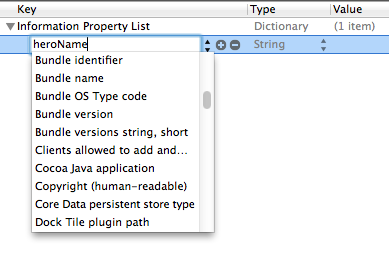 Key Type Value
Information Property List Dictionary (1 item)
heroName String
Bundle identifier
Bundle name
Bundle OS Type code
Bundle version
Bundle versions string, short
Clients allowed to add and…
Cocoa Java application
Copyright (human-readable)
Core Data persistent store type
Dock Tile plugin path